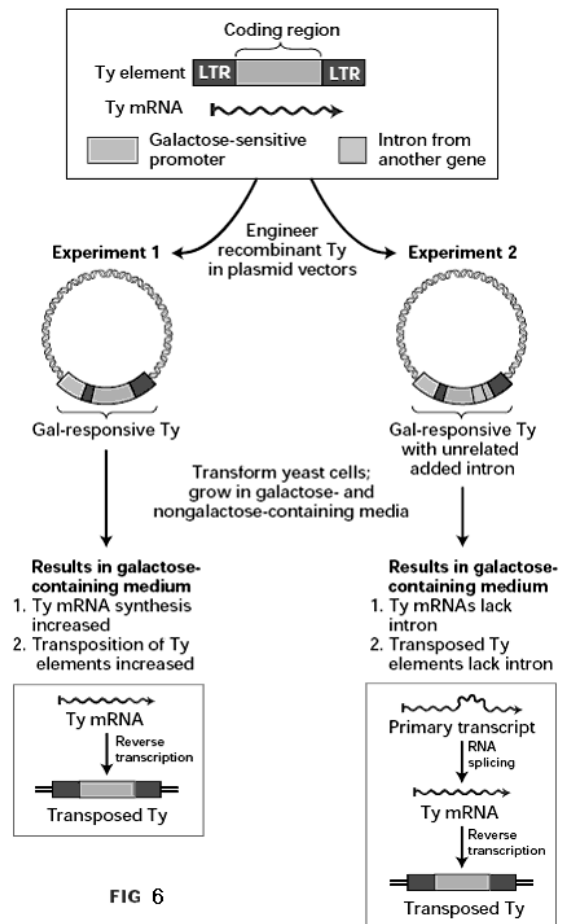 Coding region
Ty element
LTR
LTR
Ty mRNA
Galactose-sensitive
promoter
Intron from
another gene
Engineer
recombinant Ty
in plasmid vectors
Experiment 1
Experiment 2
Gal-responsive Ty
Gal-responsive Ty
with unrelated
added intron
Transform yeast cells;
grow in galactose- and
nongalactose-containing media
Results in galactose-
containing medium
1. Ty mRNA synthesis
increased
2. Transposition of Ty
elements increased
Results in galactose-
containing medium
1. Ty mRNAs lack
intron
2. Transposed Ty
elements lack intron
Ty mRNA
Reverse
transcription
Transposed Ty
Primary transcript
RNA
splicing
Ty mRNA
Reverse
transcription
Transposed Ty
FIG 6